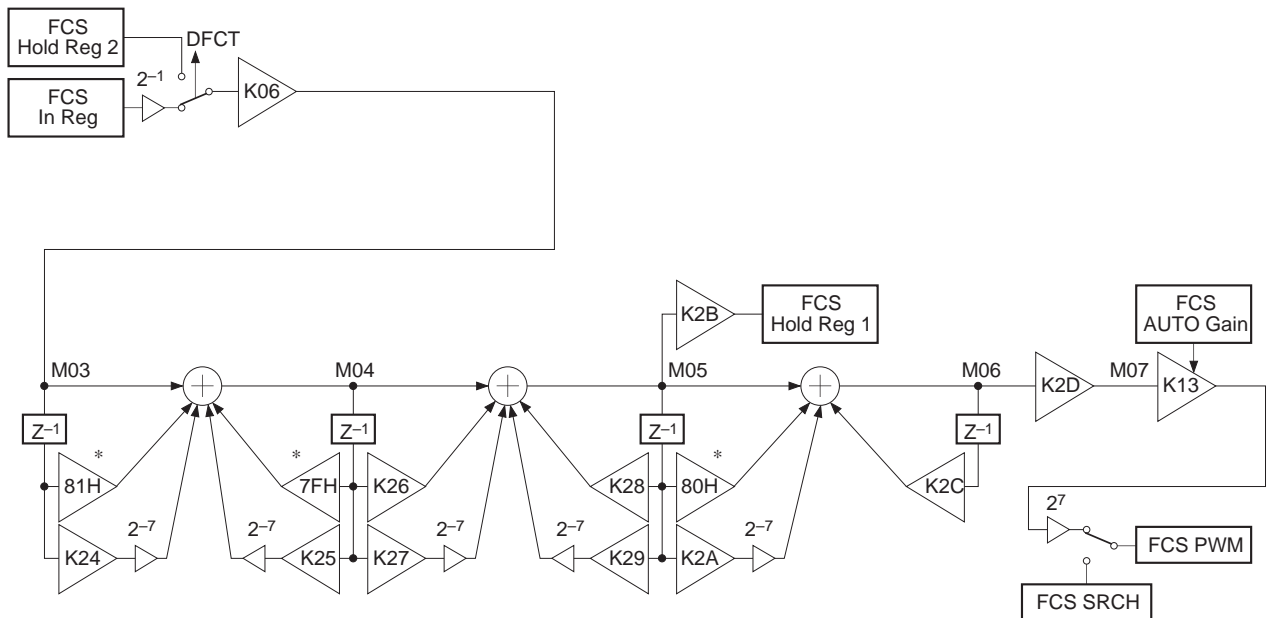 FCS
Hold Reg 2
DFCT
2–1
FCS
In Reg
K06
K2B
FCS
Hold Reg 1
FCS
AUTO Gain
M03
M04
M05
M06
M07
K2D
K13
Z–1
Z–1
Z–1
Z–1
*
*
*
81H
7FH
K26
K28
80H
K2C
2–7
2–7
2–7
2–7
2–7
27
K24
K25
K27
K29
K2A
FCS PWM
FCS SRCH